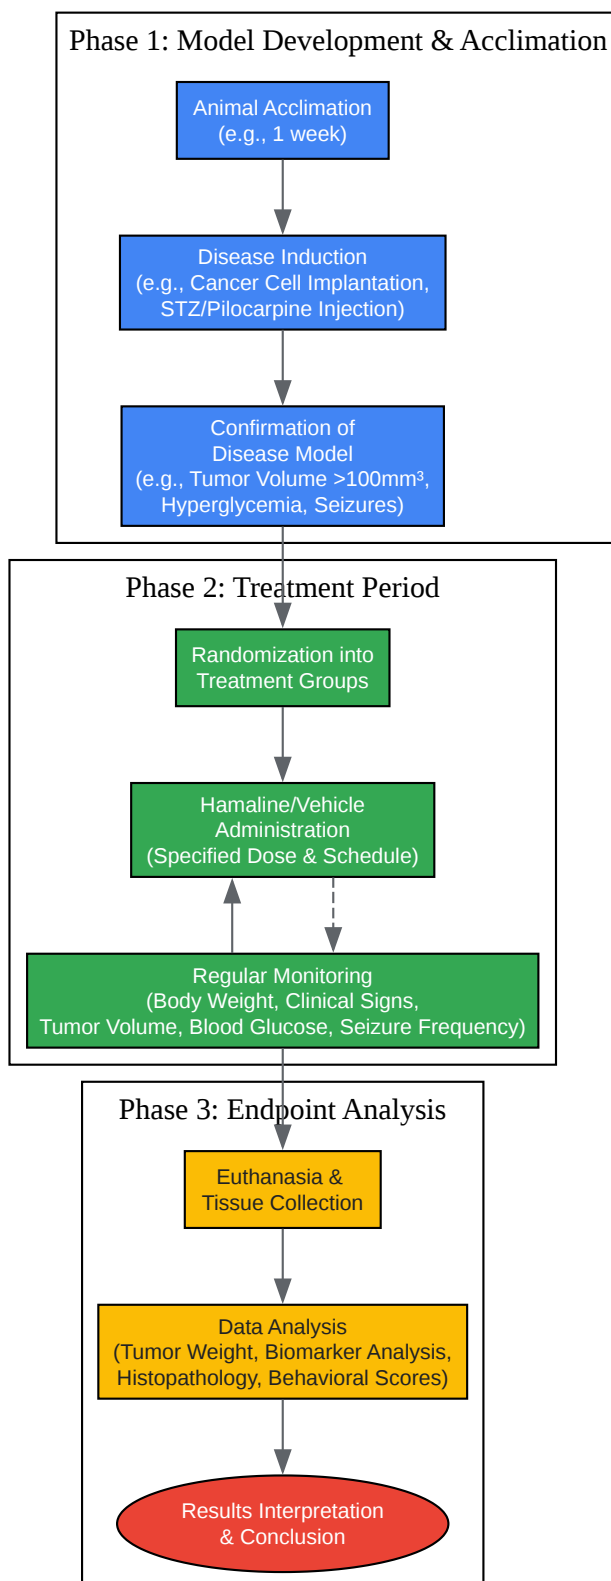 Phase 1: Model Development & Acclimation
Animal Acclimation
(e.g., 1 week)
Disease Induction
(e.g., Cancer Cell Implantation,
STZ/Pilocarpine Injection)
Confirmation of
Disease Model
(e.g., Tumor Volume >100mm³,
Hyperglycemia, Seizures)
Phase 2: Treatment Period
Randomization into
Treatment Groups
Hamaline/Vehicle
Administration
(Specified Dose & Schedule)
Regular Monitoring
(Body Weight, Clinical Signs,
Tumor Volume, Blood Glucose, Seizure Frequency)
Phase 3: Endpoint Analysis
Euthanasia &
Tissue Collection
Data Analysis
(Tumor Weight, Biomarker Analysis,
Histopathology, Behavioral Scores)
Results Interpretation
& Conclusion